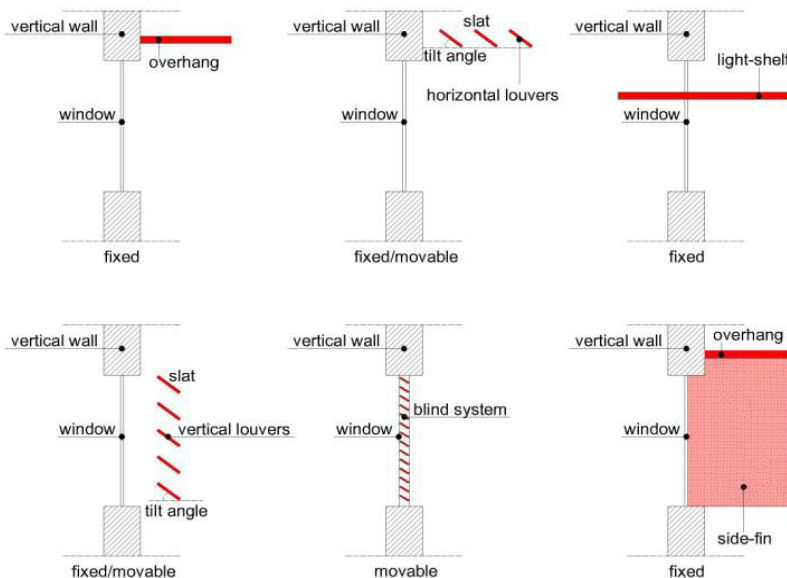 vertical wall
overhang
window
fixed
vertical wall
slat
tilt angle
horizontal louvers
window
fixed/movable
vertical wall
light-shelf
window
fixed
vertical wall
slat
window
vertical louvers
tilt angle
fixed/movable
vertical wall
blind system
window
movable
overhang
vertical wall
window
side-fin
fixed